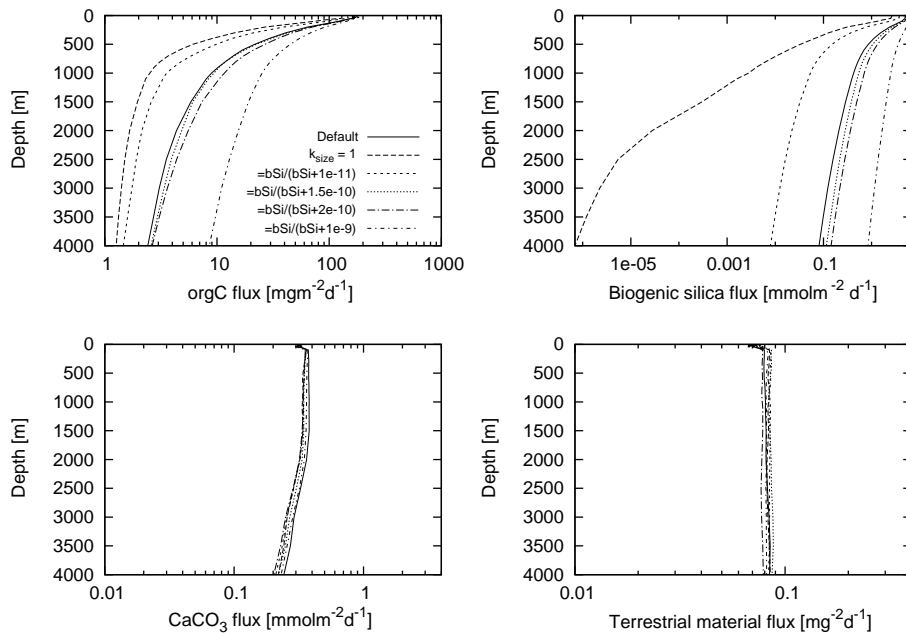 0
500
1000
1500
2000
2500
3000
3500
4000
Depth [m]
Default
k_size = 1
=bSi/(bSi+1e-11)
=bSi/(bSi+1.5e-10)
=bSi/(bSi+2e-10)
=bSi/(bSi+1e-9)
1 10 100 1000
orgC flux [mgm⁻²d⁻¹]
0
500
1000
1500
2000
2500
3000
3500
4000
Depth [m]
1e-05 0.001 0.1
Biogenic silica flux [mmolm⁻² d⁻¹]
0
500
1000
1500
2000
2500
3000
3500
4000
Depth [m]
0.01 0.1 1
CaCO₃ flux [mmolm⁻²d⁻¹]
0
500
1000
1500
2000
2500
3000
3500
4000
Depth [m]
0.01 0.1
Terrestrial material flux [mg⁻²d⁻¹]